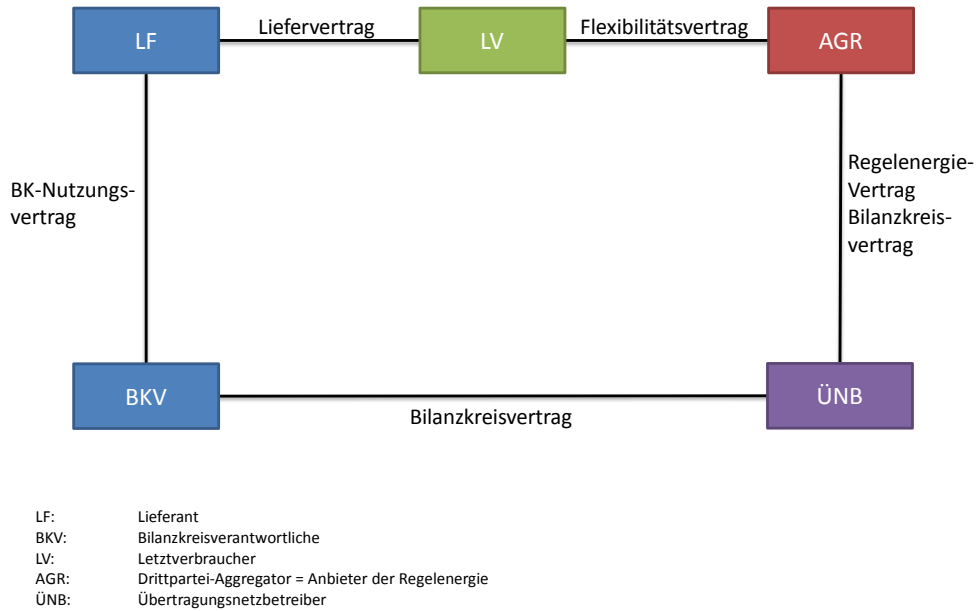 LF
Liefervertrag
LV
Flexibilitätsvertrag
AGR
BK-Nutzungs-
vertrag
Regelenergie-
Vertrag
Bilanzkreis-
vertrag
BKV
Bilanzkreisvertrag
ÜNB
LF: Lieferant
BKV: Bilanzkreisverantwortliche
LV: Letztverbraucher
AGR: Drittpartei-Aggregator = Anbieter der Regelenergie
ÜNB: Übertragungsnetzbetreiber